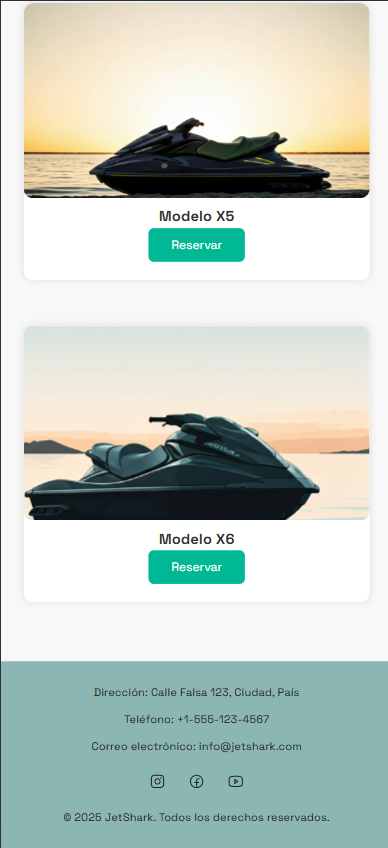 Modelo X5
Reservar
Modelo X6
Reservar
Dirección: Calle Falsa 123, Ciudad, País
Teléfono: +1-555-123-4567
Correo electrónico: info@jetshark.com
© 2025 JetShark. Todos los derechos reservados.